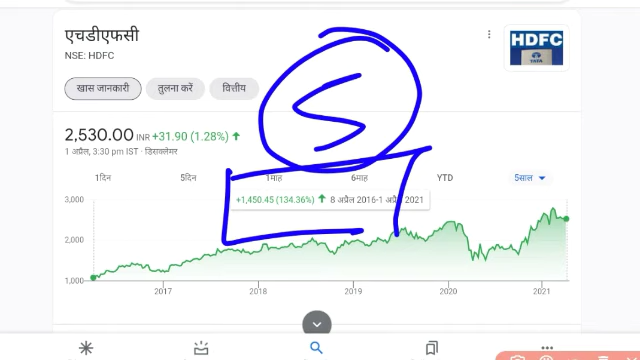 एचडीएफसी
NSE: HDFC
HDFC
TATA
खास जानकारी तुलना करें वित्तीय
2,530.00 INR +31.90 (1.28%)
1 अप्रैल, 3:30 pm IST · डिसक्लेमर
1दिन 5दिन 1माह 6माह YTD 5साल
+1,450.45 (134.36%) 8 अप्रैल 2016-1 अप्रैल 2021
3,000
2,000
1,000
2017 2018 2019 2020 2021
5